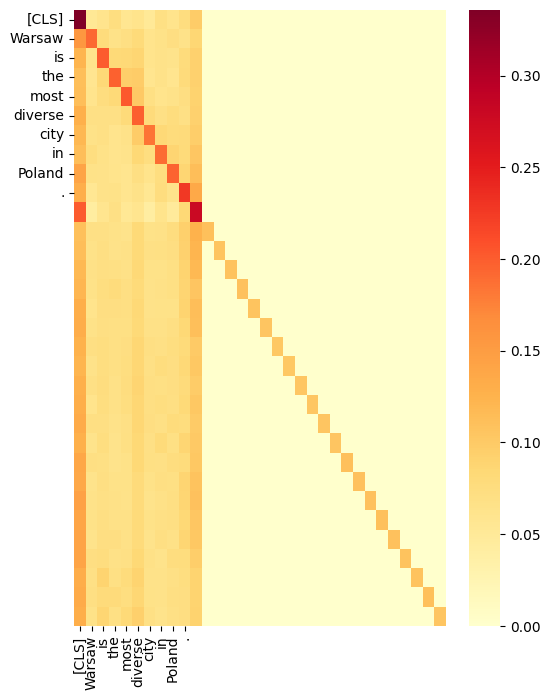 [CLS]
Warsaw
is
the
most
diverse
city
in
Poland
.
0.30
0.25
0.20
0.15
0.10
0.05
0.00
[CLS]
Warsaw
is
the
most
diverse
city
in
Poland
.